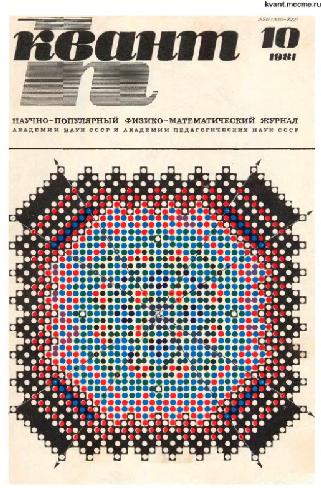 kvant.mccme.ru
квант 10
1981
НАУЧНО-ПОПУЛЯРНЫЙ ФИЗИКО-МАТЕМАТИЧЕСКИЙ ЖУРНАЛ
АКАДЕМИИ НАУК СССР И АКАДЕМИИ ПЕДАГОГИЧЕСКИХ НАУК СССР